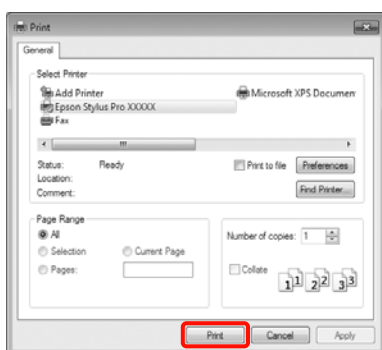 Print
General
Select Printer
Add Printer
Microsoft XPS Documen
Epson Stylus Pro XXXXX
Fax
Status: Ready
Print to file
Preferences
Location:
Comment:
Find Printer...
Page Range
All
Selection
Current Page
Pages:
Number of copies: 1
Collate
1 1 2 2 3 3
Print
Cancel
Apply